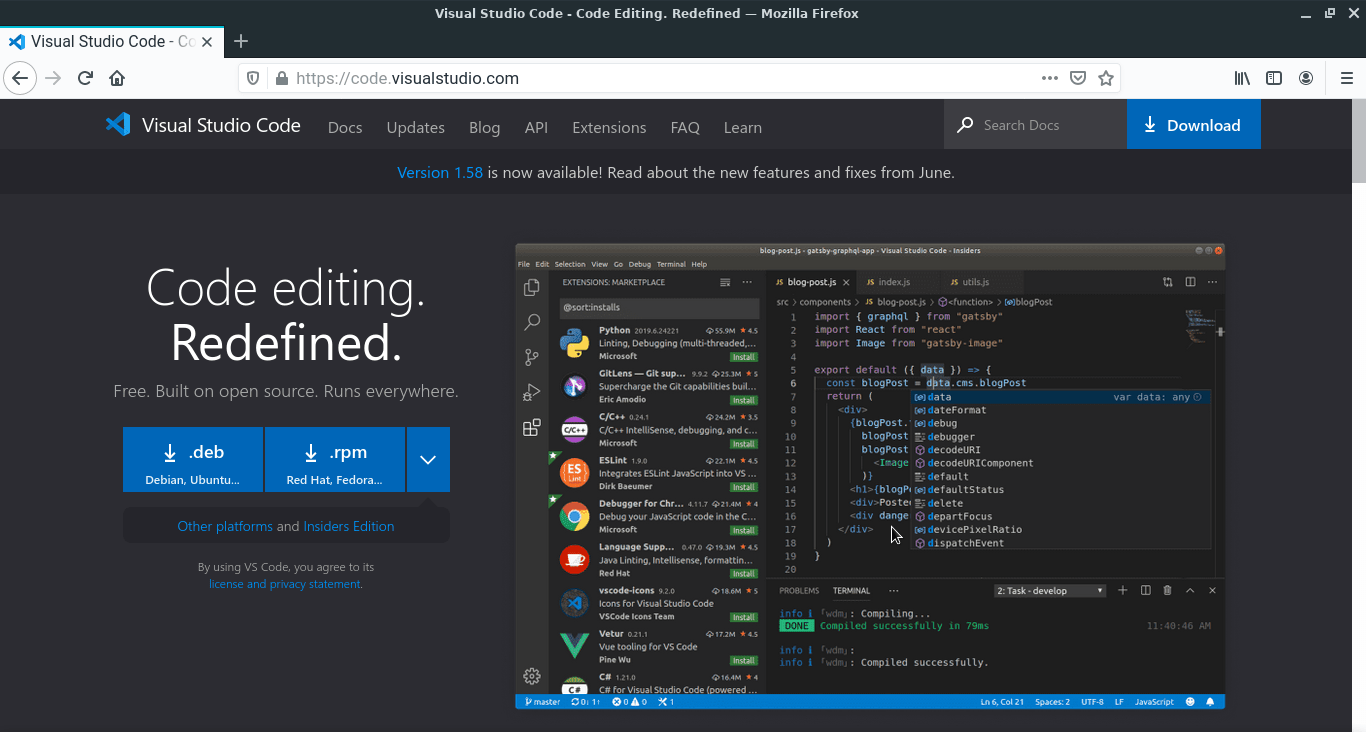 Visual Studio Code - Code Editing. Redefined — Mozilla Firefox
Visual Studio Code - Co
https://code.visualstudio.com
Visual Studio Code Docs Updates Blog API Extensions FAQ Learn Search Docs Download
Version 1.58 is now available! Read about the new features and fixes from June.
Code editing.
Redefined.
Free. Built on open source. Runs everywhere.
.deb
Debian, Ubuntu...
.rpm
Red Hat, Fedora...
Other platforms and Insiders Edition
By using VS Code, you agree to its
license and privacy statement.
blog-post.js - gatsby-graphql-app - Visual Studio Code - Insiders
File Edit Selection View Go Debug Terminal Help
EXTENSIONS: MARKETPLACE
@sort:installs
Python 2019.6.24221 55.9M ★ 4.5
Linting, Debugging (multi-threaded,...
Microsoft Install
GitLens — Git sup... 9.9.2 25.3M ★ 5
Supercharge the Git capabilities buil...
Eric Amodio Install
C/C++
C/C++ 0.24.1 24.2M ★ 3.5
C/C++ IntelliSense, debugging, and c...
Microsoft Install
ES
Lint
ESLint 1.9.0 22.1M ★ 4.5
Integrates ESLint JavaScript into VS ...
Dirk Baeumer Install
Debugger for Chr... 4.11.7 21.4M ★ 4
Debug your JavaScript code in the C...
Microsoft Install
Language Supp... 0.47.0 19.3M ★ 4.5
Java Linting, Intellisense, formattin...
Red Hat Install
vscode-icons 9.2.0 18.6M ★ 5
Icons for Visual Studio Code
VSCode Icons Team Install
Vetur 0.21.1 17.2M ★ 4.5
Vue tooling for VS Code
Pine Wu Install
C#
C# 1.21.0 16.4M ★ 4
C# for Visual Studio Code (powered ...
JS blog-post.js JS index.js JS utils.js
src > components > JS blog-post.js > <function> > blogPost
1 import { graphql } from "gatsby"
2 import React from "react"
3 import Image from "gatsby-image"
4
5 export default ({ data }) => {
6 const blogPost = data.cms.blogPost
7 return (
8 <div>
9 {blogPost.
10 blogPost
11 blogPost
12 <Image
13 )}
14 <h1>{blogP
15 <div>Poste
16 <div dange
17 </div>
18 )
19 }
20
data var data: any
dateFormat
debug
debugger
decodeURI
decodeURIComponent
default
defaultStatus
delete
departFocus
devicePixelRatio
dispatchEvent
PROBLEMS TERMINAL ... 2: Task - develop
info ℹ ｢wdm｣: Compiling...
DONE Compiled successfully in 79ms 11:40:46 AM
info ℹ ｢wdm｣:
info ℹ ｢wdm｣: Compiled successfully.
master 0↓ 1↑ 0 0 1 Ln 6, Col 21 Spaces: 2 UTF-8 LF JavaScript